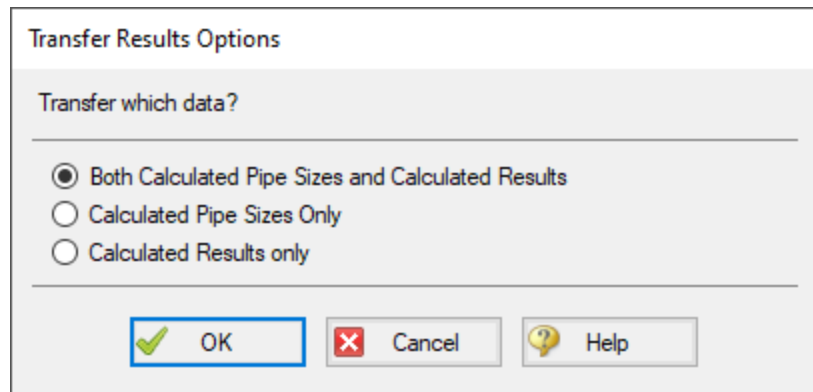 Transfer Results Options
Transfer which data?
Both Calculated Pipe Sizes and Calculated Results
Calculated Pipe Sizes Only
Calculated Results only
OK Cancel Help